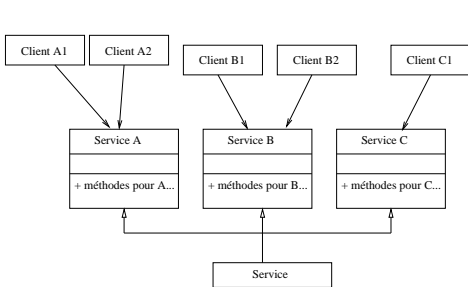 Client A1
Client A2
Client B1
Client B2
Client C1
Service A
Service B
Service C
+ méthodes pour A...
+ méthodes pour B...
+ méthodes pour C...
Service